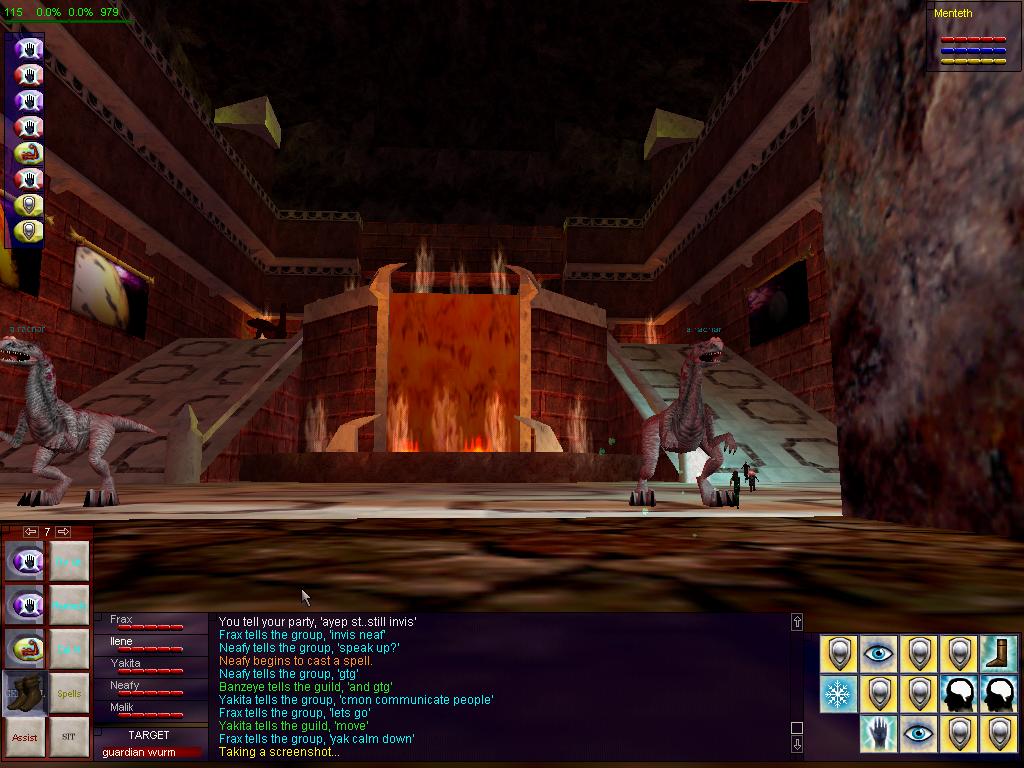 115 0.0% 0.0% 979
Menteth
a racnar
a racnar
7
Frax
Ilene
Yakita
Neafy
Malik
TARGET
guardian wurm
Spells
Assist
SIT
You tell your party, 'ayep st..still invis'
Frax tells the group, 'invis neaf'
Neafy tells the group, 'speak up?'
Neafy begins to cast a spell.
Neafy tells the group, 'gtg'
Banzeye tells the guild, 'and gtg'
Yakita tells the group, 'cmon communicate people'
Frax tells the group, 'lets go'
Yakita tells the guild, 'move'
Frax tells the group, 'yak calm down'
Taking a screenshot...